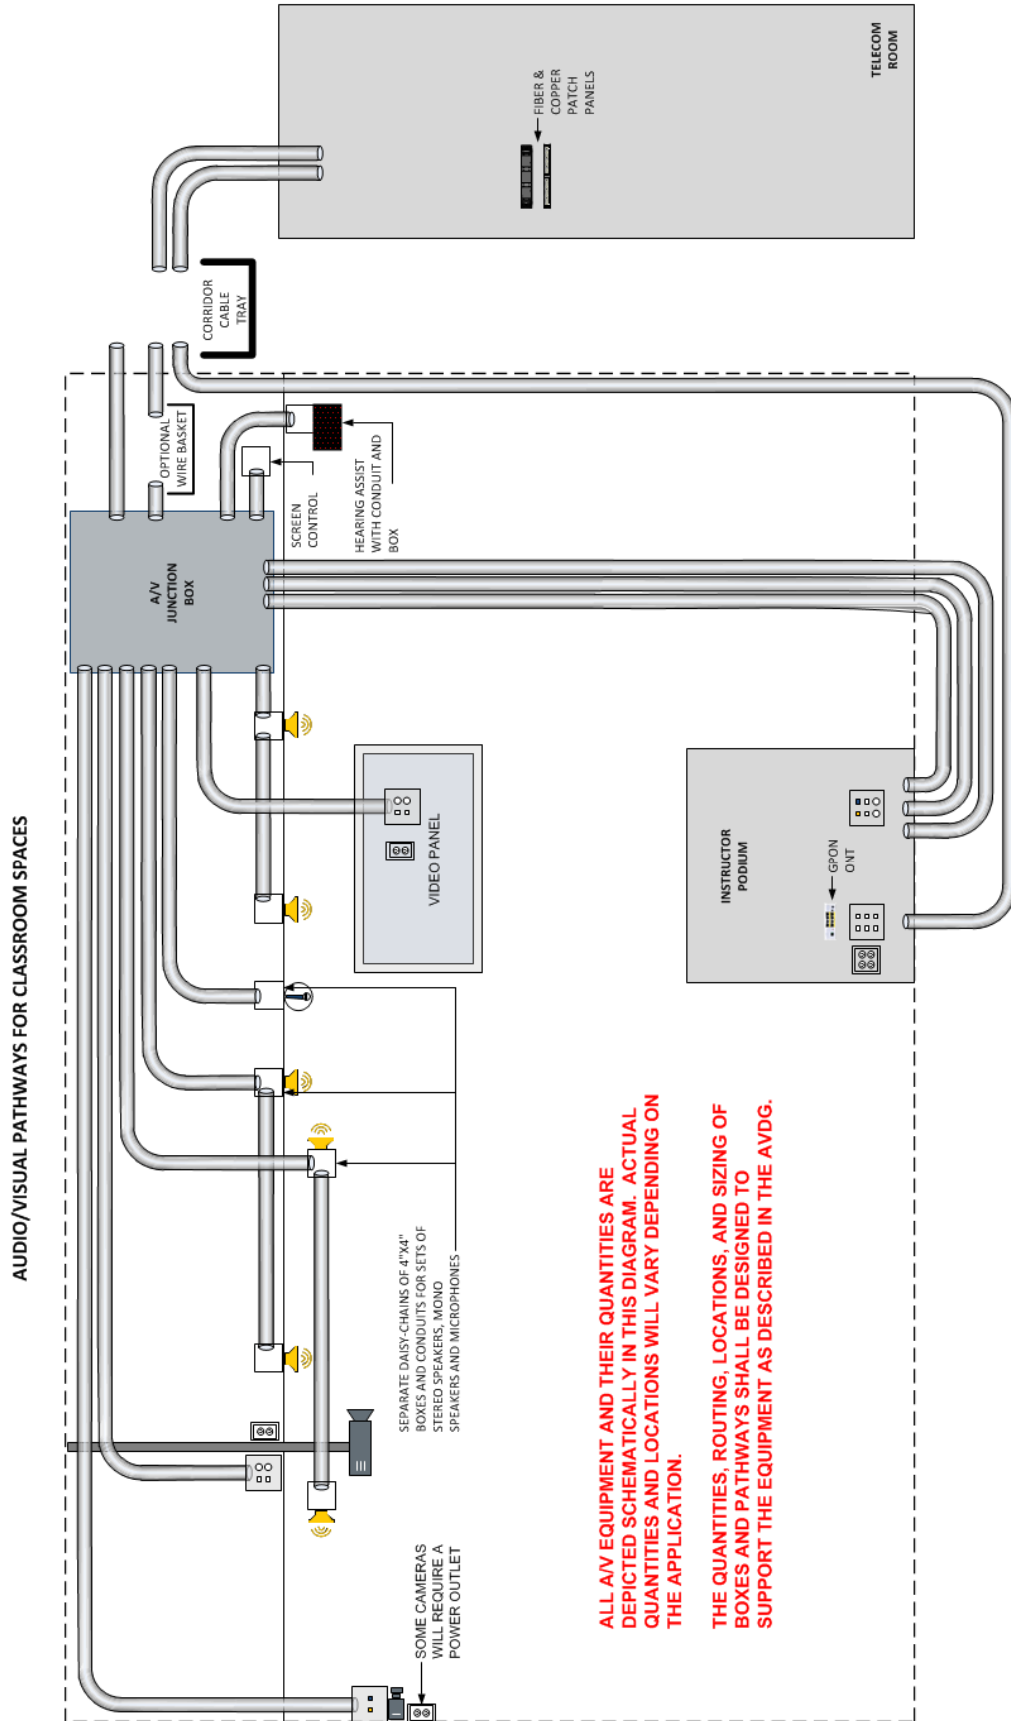 AUDIO/VISUAL PATHWAYS FOR CLASSROOM SPACES
A/V
JUNCTION
BOX
OPTIONAL
WIRE BASKET
CORRIDOR
CABLE
TRAY
FIBER &
COPPER
PATCH
PANELS
TELECOM
ROOM
SCREEN
CONTROL
HEARING ASSIST
WITH CONDUIT AND
BOX
VIDEO PANEL
SEPARATE DAISY-CHAINS OF 4"X4"
BOXES AND CONDUITS FOR SETS OF
STEREO SPEAKERS, MONO
SPEAKERS AND MICROPHONES
SOME CAMERAS
WILL REQUIRE A
POWER OUTLET
INSTRUCTOR
PODIUM
GPON
ONT
ALL A/V EQUIPMENT AND THEIR QUANTITIES ARE
DEPICTED SCHEMATICALLY IN THIS DIAGRAM.  ACTUAL
QUANTITIES AND LOCATIONS WILL VARY DEPENDING ON
THE APPLICATION.
THE QUANTITIES, ROUTING, LOCATIONS, AND SIZING OF
BOXES AND PATHWAYS SHALL BE DESIGNED TO
SUPPORT THE EQUIPMENT AS DESCRIBED IN THE AVDG.